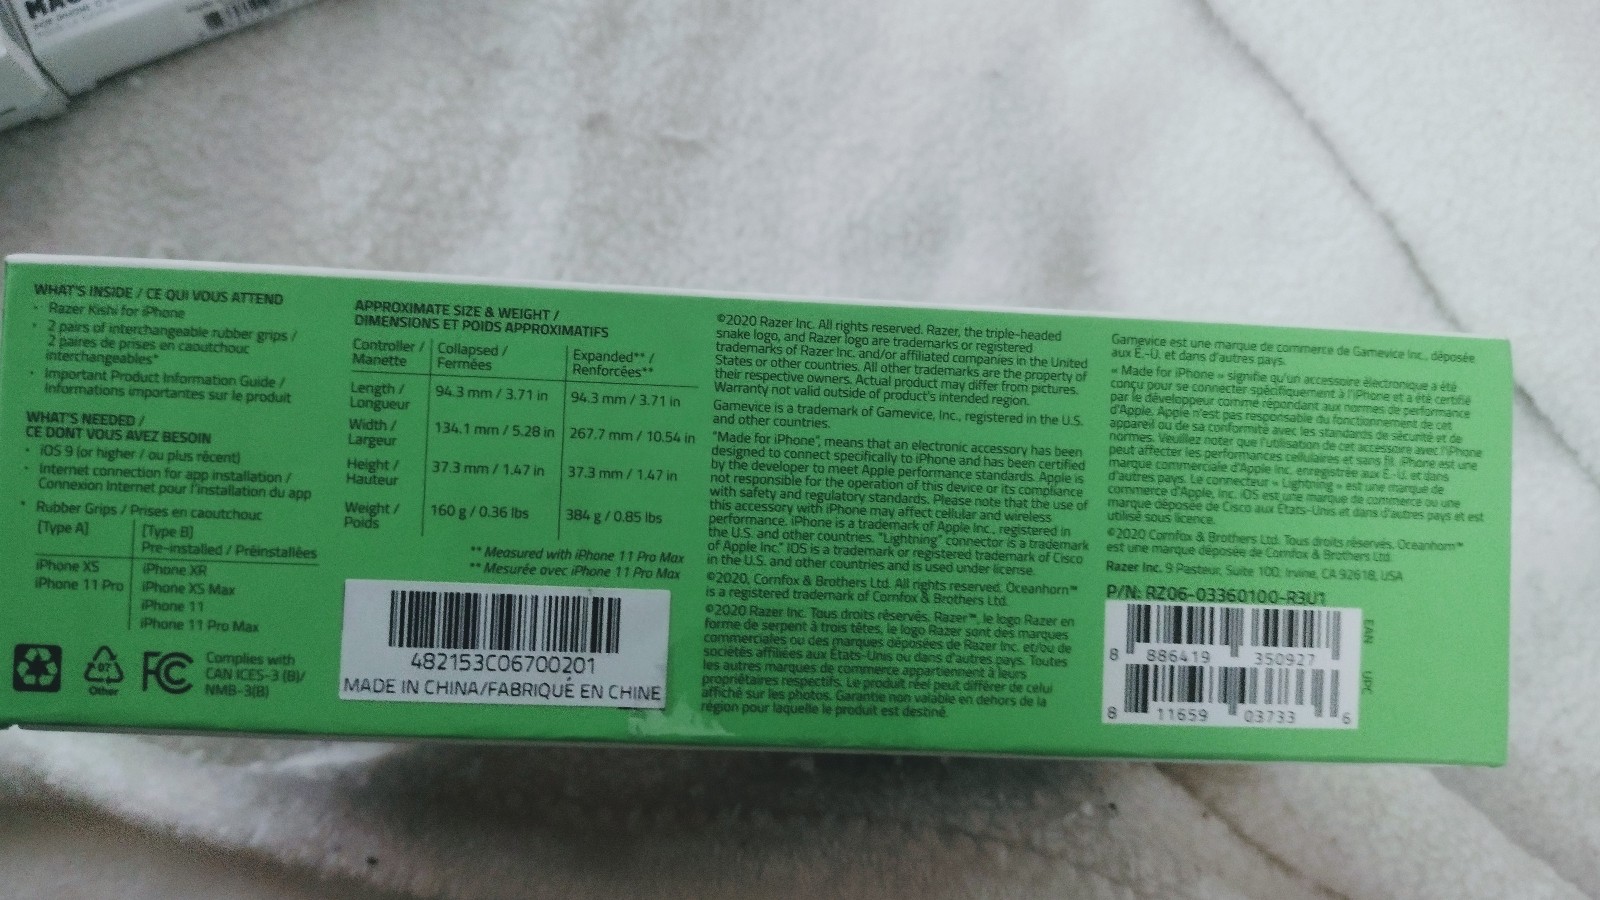 WHAT'S INSIDE / CE QUI VOUS ATTEND
· Razer Kishi for iPhone
· 2 pairs of interchangeable rubber grips /
2 paires de prises en caoutchouc
interchangeables*
· Important Product Information Guide /
Informations importantes sur le produit
WHAT'S NEEDED /
CE DONT VOUS AVEZ BESOIN
· iOS 9 (or higher / ou plus récent)
· Internet connection for app installation /
Connexion Internet pour l'installation du app
* Rubber Grips / Prises en caoutchouc
[Type A]
[Type B]
Pre-installed / Préinstallées
iPhone XS
iPhone 11 Pro
iPhone XR
iPhone XS Max
iPhone 11
iPhone 11 Pro Max
07
Other
FC
Complies with
CAN ICES-3 (B)/
NMB-3(B)
APPROXIMATE SIZE & WEIGHT /
DIMENSIONS ET POIDS APPROXIMATIFS
Controller / Collapsed / Expanded** /
Manette Fermées Renforcées**
Length / Longueur 94.3 mm / 3.71 in 94.3 mm / 3.71 in
Width / Largeur 134.1 mm / 5.28 in 267.7 mm / 10.54 in
Height / Hauteur 37.3 mm / 1.47 in 37.3 mm / 1.47 in
Weight / Poids 160 g / 0.36 lbs 384 g / 0.85 lbs
** Measured with iPhone 11 Pro Max
** Mesurée avec iPhone 11 Pro Max
482153C06700201
MADE IN CHINA/FABRIQUÉ EN CHINE
©2020 Razer Inc. All rights reserved. Razer, the triple-headed
snake logo, and Razer logo are trademarks or registered
trademarks of Razer Inc. and/or affiliated companies in the United
States or other countries. All other trademarks are the property of
their respective owners. Actual product may differ from pictures.
Warranty not valid outside of product's intended region.
Gamevice is a trademark of Gamevice, Inc., registered in the U.S.
and other countries.
"Made for iPhone", means that an electronic accessory has been
designed to connect specifically to iPhone and has been certified
by the developer to meet Apple performance standards. Apple is
not responsible for the operation of this device or its compliance
with safety and regulatory standards. Please note that the use of
this accessory with iPhone may affect cellular and wireless
performance. iPhone is a trademark of Apple Inc., registered in
the U.S. and other countries. "Lightning" connector is a trademark
of Apple Inc." IOS is a trademark or registered trademark of Cisco
in the U.S. and other countries and is used under license.
©2020, Cornfox & Brothers Ltd. All rights reserved. Oceanhorn™
is a registered trademark of Cornfox & Brothers Ltd.
©2020 Razer Inc. Tous droits réservés. Razer™, le logo Razer en
forme de serpent à trois têtes, le logo Razer sont des marques
commerciales ou des marques déposées de Razer Inc. et/ou de
sociétés affiliées aux États-Unis ou dans d'autres pays. Toutes
les autres marques de commerce appartiennent à leurs
propriétaires respectifs. Le produit réel peut différer de celui
affiché sur les photos. Garantie non valable en dehors de la
région pour laquelle le produit est destiné.
Gamevice est une marque de commerce de Gamevice Inc., déposée
aux É.-U. et dans d'autres pays.
« Made for iPhone » signifie qu'un accessoire électronique a été
conçu pour se connecter spécifiquement à l'iPhone et a été certifié
par le développeur comme répondant aux normes de performance
d'Apple. Apple n'est pas responsable du fonctionnement de cet
appareil ou de sa conformité avec les standards de sécurité et de
normes. Veuillez noter que l'utilisation de cet accessoire avec l'iPhone
peut affecter les performances cellulaires et sans fil. iPhone est une
marque commerciale d'Apple Inc. enregistrée aux É.-U. et dans
d'autres pays. Le connecteur « Lightning » est une marque de
commerce d'Apple, Inc. iOS est une marque de commerce ou une
marque déposée de Cisco aux États-Unis et dans d'autres pays et est
utilisé sous licence.
©2020 Cornfox & Brothers Ltd. Tous droits réservés. Oceanhorn™
est une marque déposée de Cornfox & Brothers Ltd.
Razer Inc. 9 Pasteur, Suite 100, Irvine, CA 92618, USA
P/N: RZ06-03360100-R3U1
8 886419 350927
EAN
UPC
8 11659 03733 6